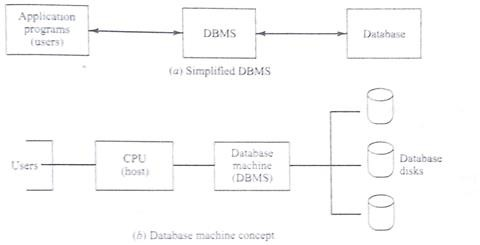 Application
programs
(users)
DBMS
Database
(a) Simplified DBMS
Users
CPU
(host)
Database
machine
(DBMS)
Database
disks
(b) Database machine concept